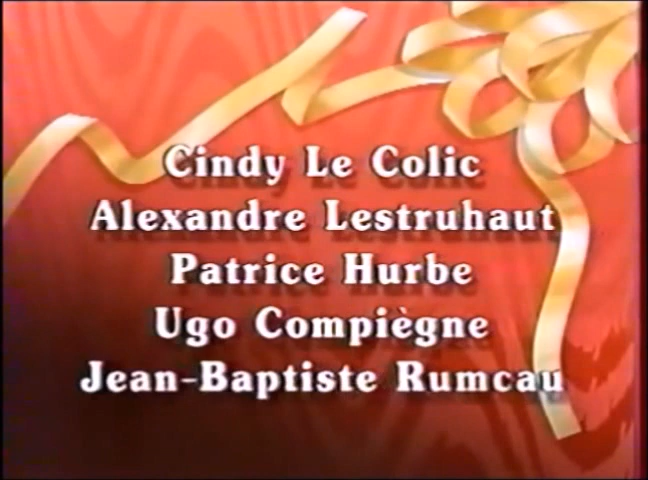 Cindy Le Colic
Alexandre Lestruhaut
Patrice Hurbe
Ugo Compiègne
Jean-Baptiste Rumcau